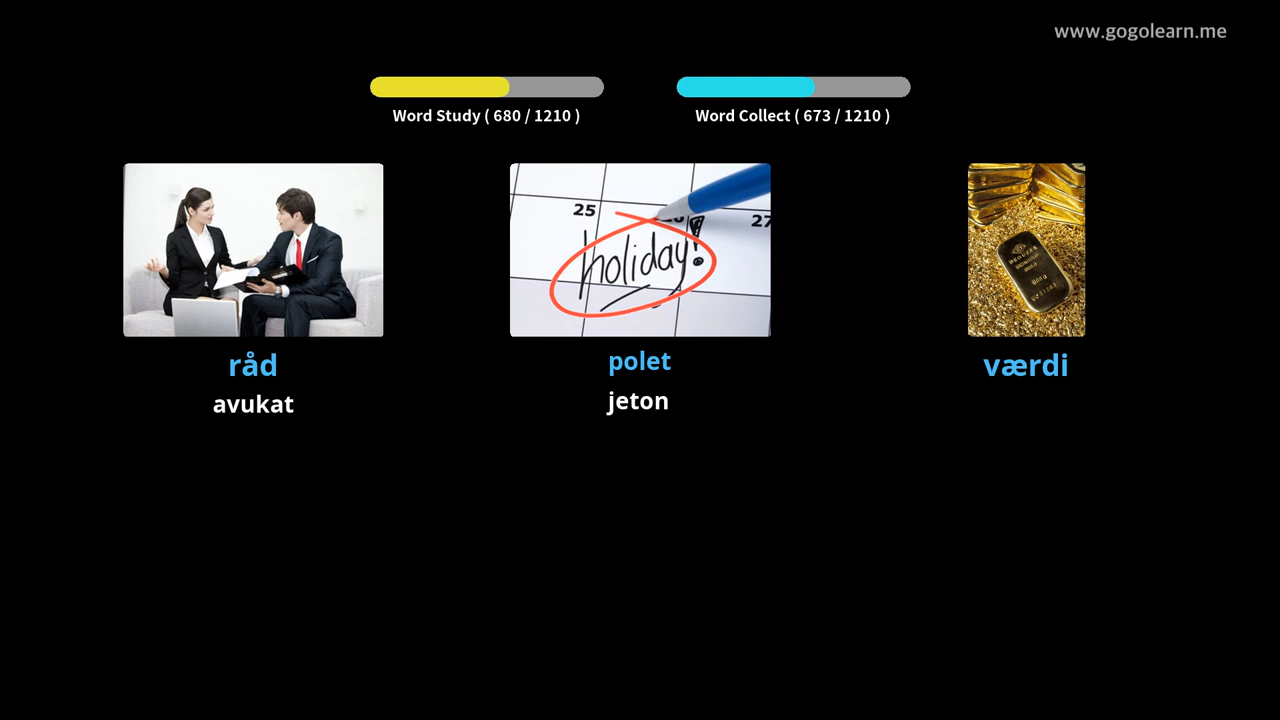 www.gogolearn.me
Word Study ( 680 / 1210 )
Word Collect ( 673 / 1210 )
25
27
holiday!
råd
polet
værdi
avukat
jeton